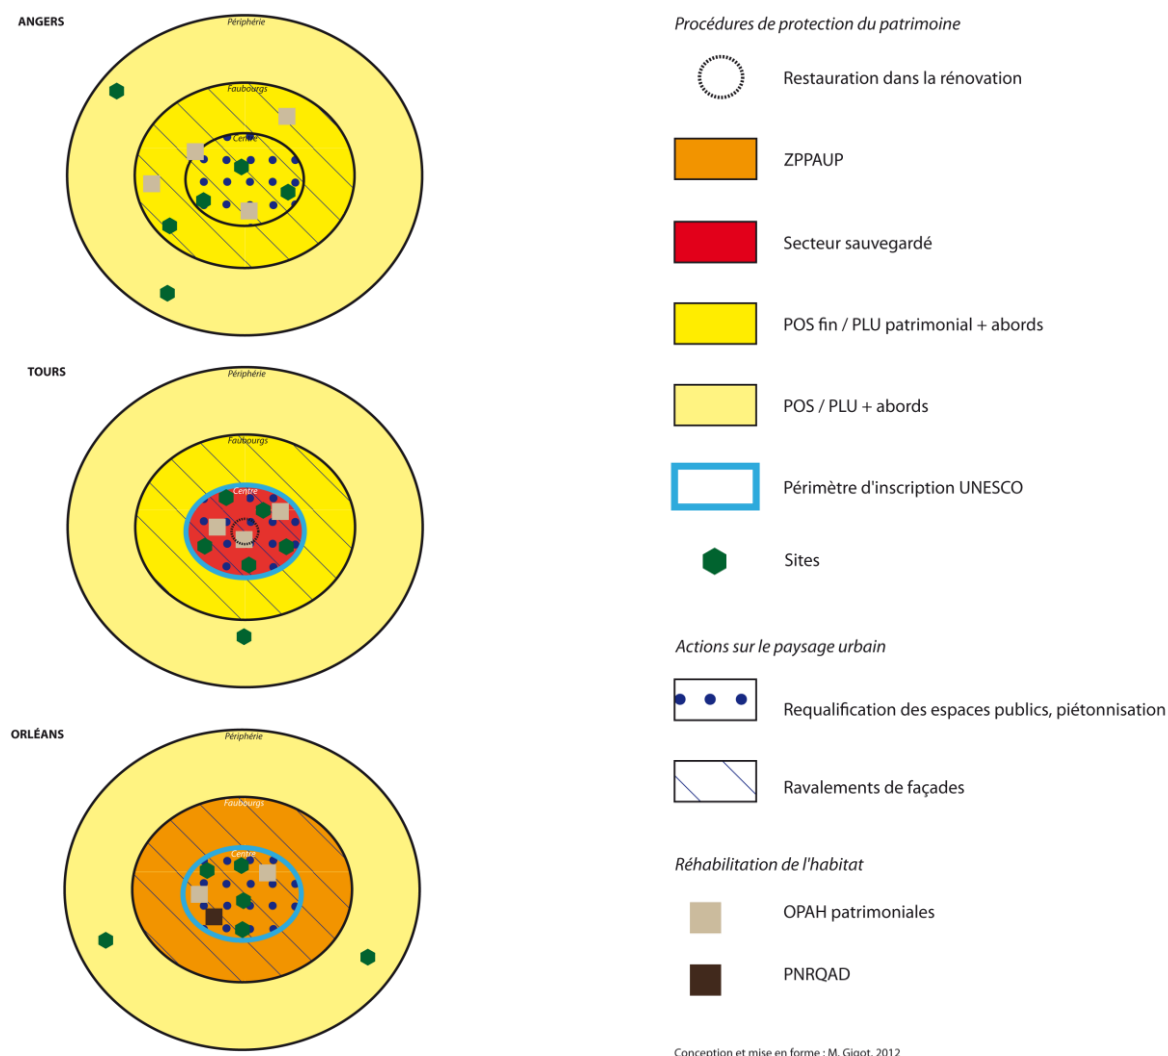 ANGERS
Périphérie
Faubourgs
Centre
TOURS
Périphérie
Faubourgs
Centre
ORLÉANS
Périphérie
Faubourgs
Centre
Procédures de protection du patrimoine
Restauration dans la rénovation
ZPPAUP
Secteur sauvegardé
POS fin / PLU patrimonial + abords
POS / PLU + abords
Périmètre d'inscription UNESCO
Sites
Actions sur le paysage urbain
Requalification des espaces publics, piétonnisation
Ravalements de façades
Réhabilitation de l'habitat
OPAH patrimoniales
PNRQAD
Conception et mise en forme : M. Gigot, 2012